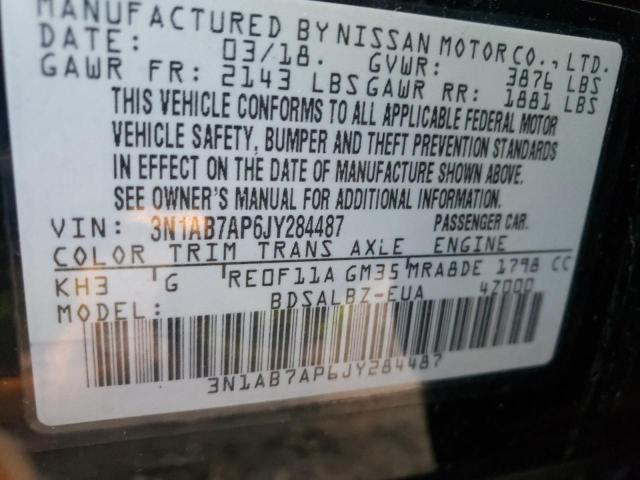 MANUFACTURED BY NISSAN MOTOR CO., LTD.
DATE: 03/18. GVWR: 3876 LBS
GAWR FR: 2143 LBS GAWR RR: 1881 LBS
THIS VEHICLE CONFORMS TO ALL APPLICABLE FEDERAL MOTOR
VEHICLE SAFETY, BUMPER AND THEFT PREVENTION STANDARDS
IN EFFECT ON THE DATE OF MANUFACTURE SHOWN ABOVE.
SEE OWNER'S MANUAL FOR ADDITIONAL INFORMATION.
VIN: 3N1AB7AP6JY284487 PASSENGER CAR.
COLOR TRIM TRANS AXLE ENGINE
KH3 G RE0F11A GM35 MRA8DE 1798 CC
MODEL: BDSALBZ-EUA 4Z000
3N1AB7AP6JY284487